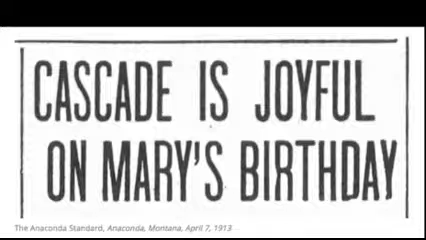 CASCADE IS JOYFUL
ON MARY'S BIRTHDAY
The Anaconda Standard, Anaconda, Montana, April 7, 1913